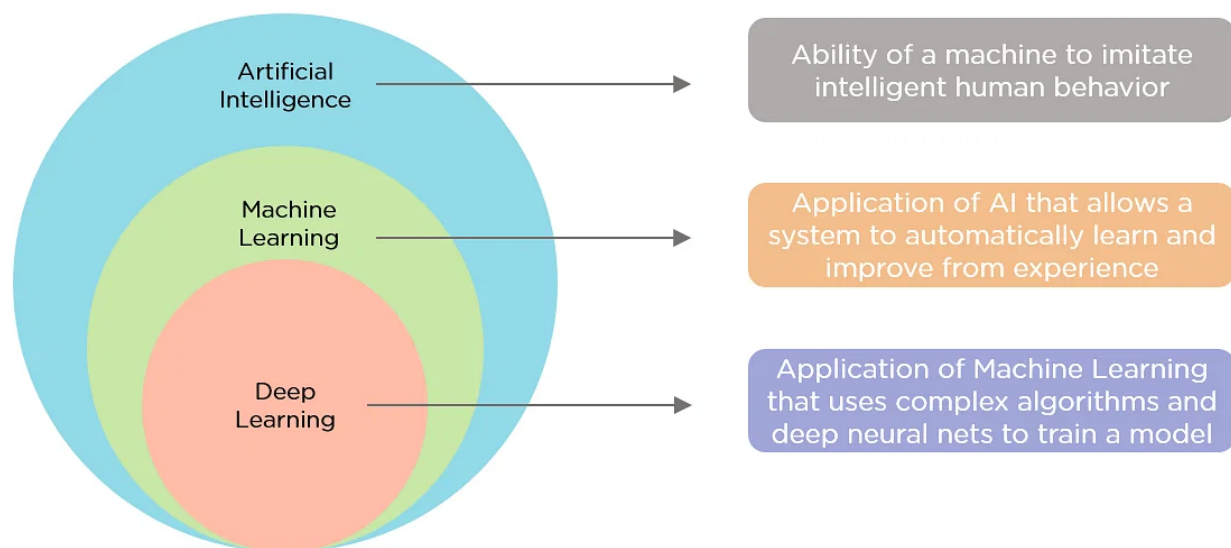 Artificial
Intelligence
Ability of a machine to imitate
intelligent human behavior
Machine
Learning
Application of AI that allows a
system to automatically learn and
improve from experience
Deep
Learning
Application of Machine Learning
that uses complex algorithms and
deep neural nets to train a model